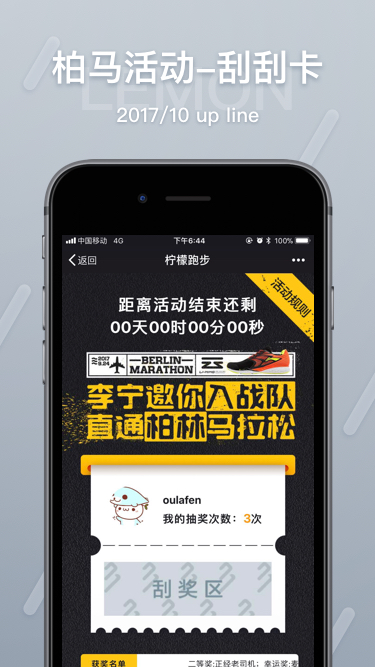 柏马活动-刮刮卡
LEMON
2017/10 up line
中国移动 4G 下午6:44 100%
返回 柠檬跑步
活动规则
距离活动结束还剩
00天00时00分00秒
2017
9.24
BERLIN
MARATHON
李宁邀你入战队
直通柏林马拉松
oulafen
我的抽奖次数：3次
刮奖区
获奖名单 二等奖:正经老司机；幸运奖:麦